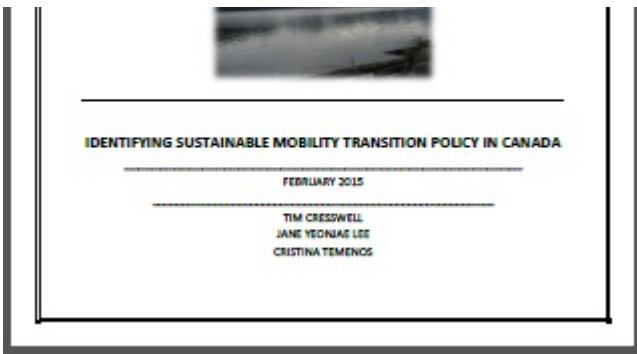 IDENTIFYING SUSTAINABLE MOBILITY TRANSITION POLICY IN CANADA
FEBRUARY 2015
TIM CRESSWELL
JANE YEONJAE LEE
CRISTINA TEMENOS